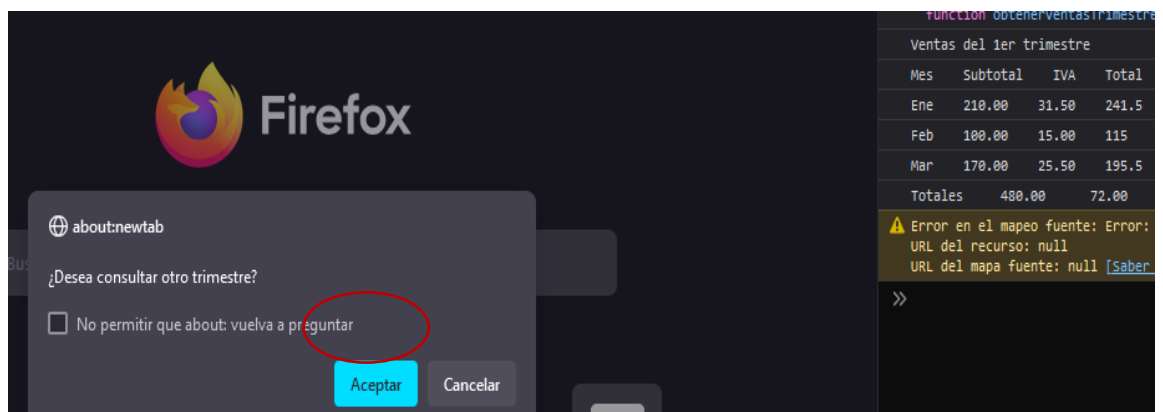 Firefox
about:newtab
¿Desea consultar otro trimestre?
No permitir que about: vuelva a preguntar
Aceptar
Cancelar
function obtenerVentasTrimestre
Ventas del 1er trimestre
Mes Subtotal IVA Total
Ene 210.00 31.50 241.5
Feb 100.00 15.00 115
Mar 170.00 25.50 195.5
Totales 480.00 72.00
Error en el mapeo fuente: Error:
URL del recurso: null
URL del mapa fuente: null [Saber